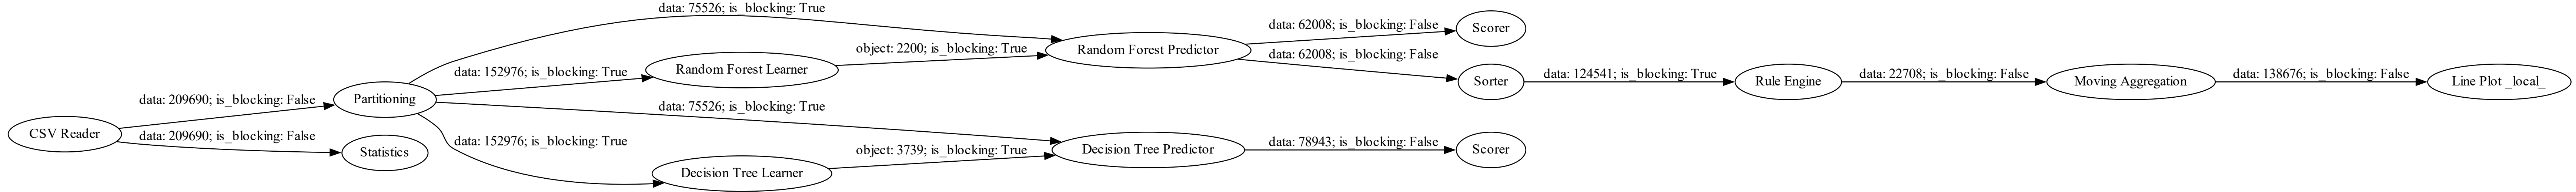 data: 75526; is_blocking: True
data: 62008; is_blocking: False
Scorer
Random Forest Predictor
object: 2200; is_blocking: True
data: 62008; is_blocking: False
data: 152976; is_blocking: True
Random Forest Learner
Sorter
data: 124541; is_blocking: True
Rule Engine
data: 22708; is_blocking: False
Moving Aggregation
data: 138676; is_blocking: False
Line Plot _local_
data: 209690; is_blocking: False
Partitioning
data: 75526; is_blocking: True
CSV Reader
data: 209690; is_blocking: False
Statistics
data: 152976; is_blocking: True
object: 3739; is_blocking: True
Decision Tree Predictor
data: 78943; is_blocking: False
Scorer
Decision Tree Learner